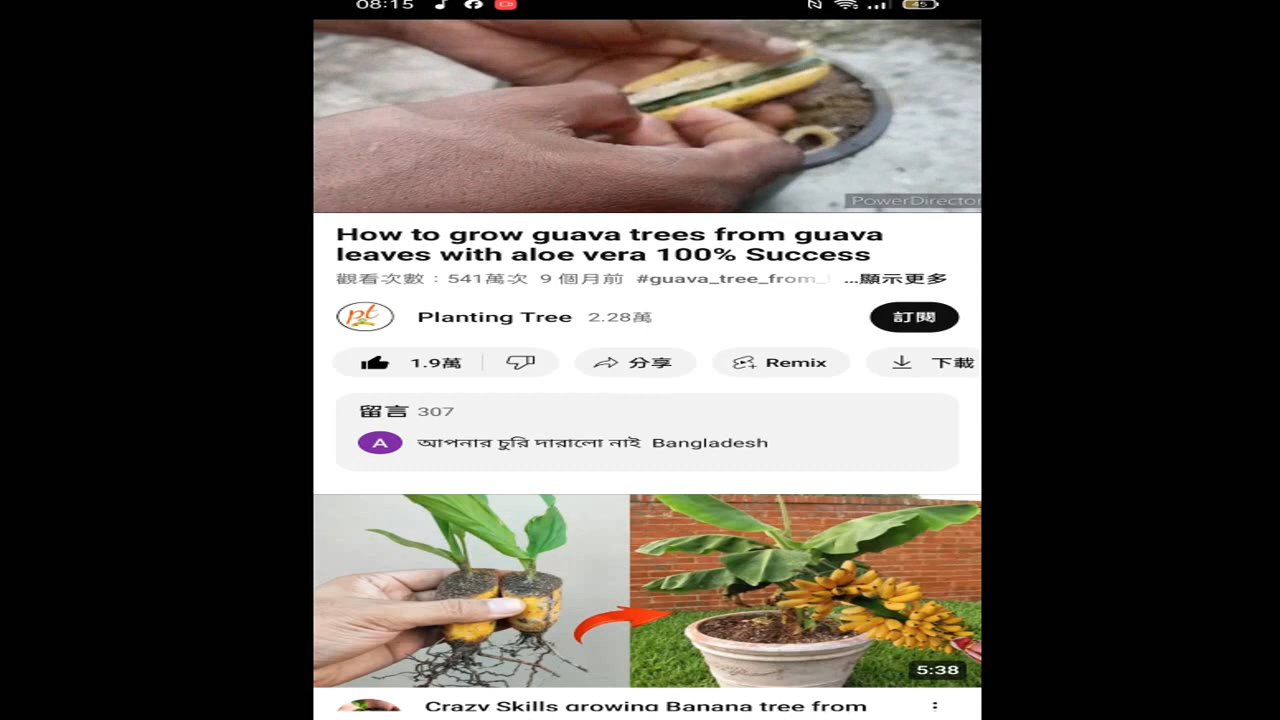 08:15
45
PowerDirector
How to grow guava trees from guava
leaves with aloe vera 100% Success
觀看次數：541萬次 9 個月前 #guava_tree_from_ ...顯示更多
pt
Planting Tree 2.28萬
訂閱
1.9萬 分享 Remix 下載
留言 307
A
আপনার চুরি দারালো নাই Bangladesh
5:38
Crazy Skills growing Banana tree from